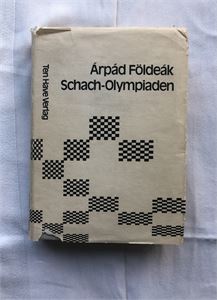 Árpád Földeák
Schach-Olympiaden
Ten Have Verlag